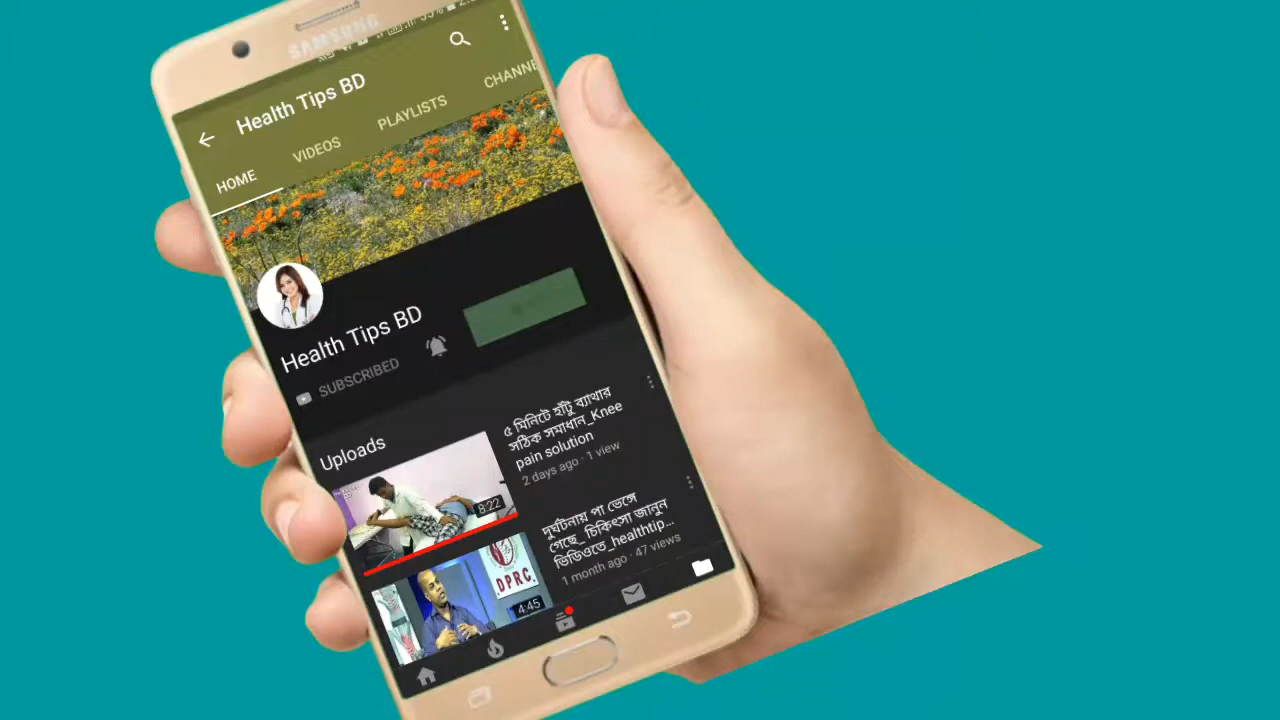 SAMSUNG
Health Tips BD
HOME
VIDEOS
PLAYLISTS
CHANNE
Health Tips BD
SUBSCRIBED
Uploads
৫ মিনিটে হাঁটু ব্যাথার
সঠিক সমাধান_Knee
pain solution
2 days ago · 1 view
8:22
দুর্ঘটনায় পা ভেঙ্গে
গেছে_ চিকিৎসা জানুন
ভিডিওতে_healthtip...
1 month ago · 47 views
DPRC
4:45